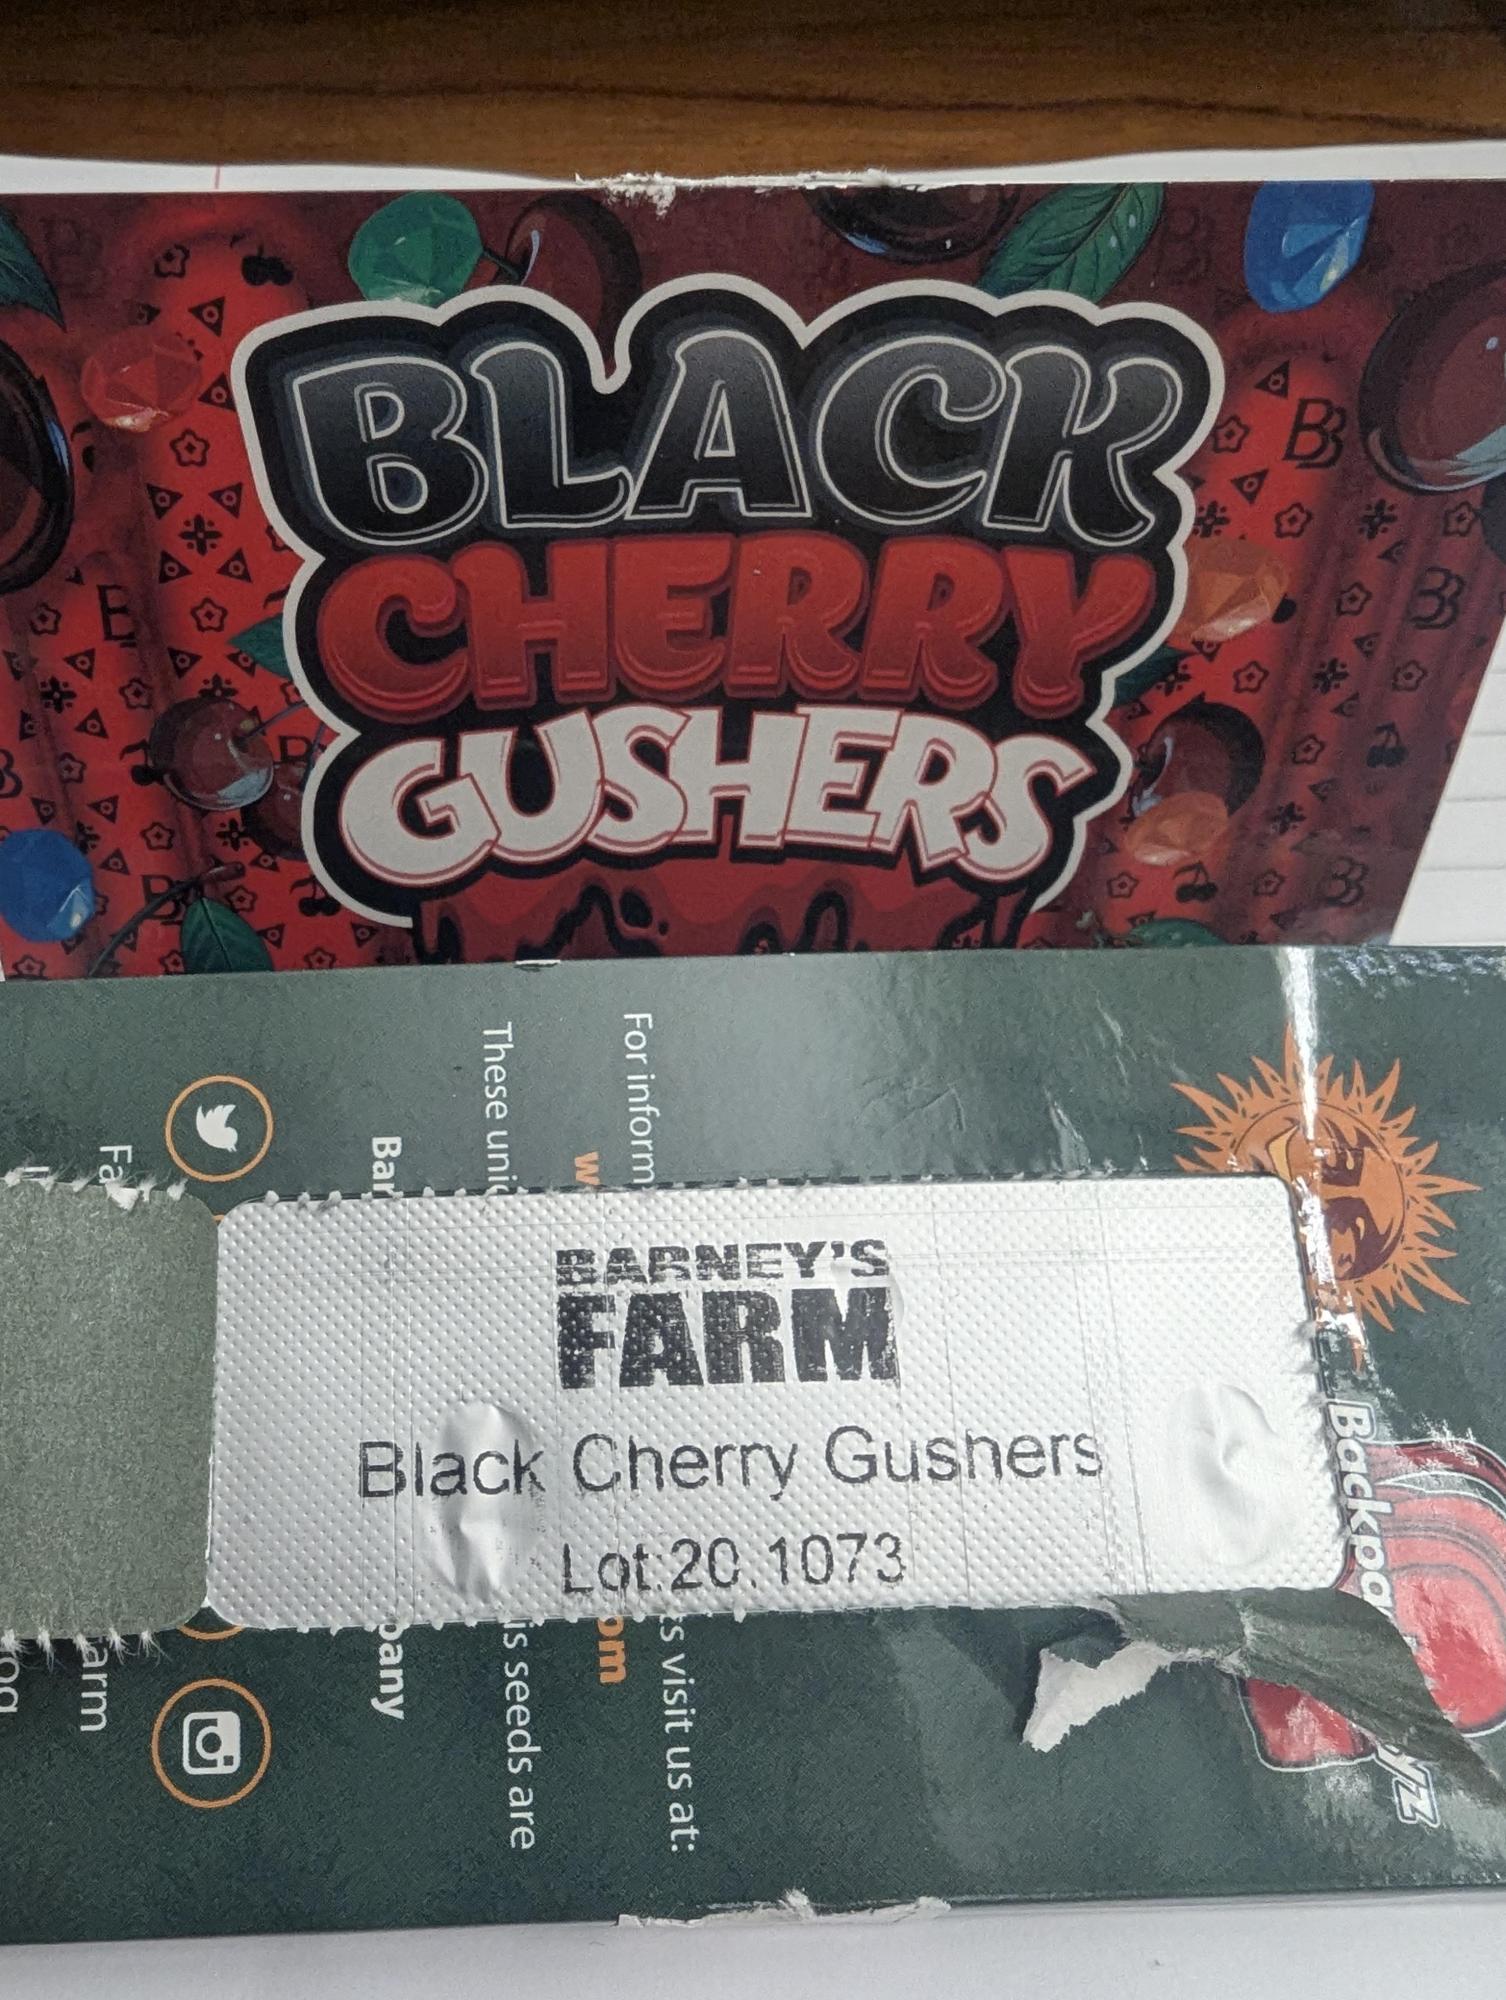 BLACK
CHERRY
GUSHERS
BARNEY'S
FARM
Black Cherry Gushers
Lot:20.1073
For inform
s visit us at:
w
om
These uni
is seeds are
Bar
pany
Fa
arm
Backpa
yz